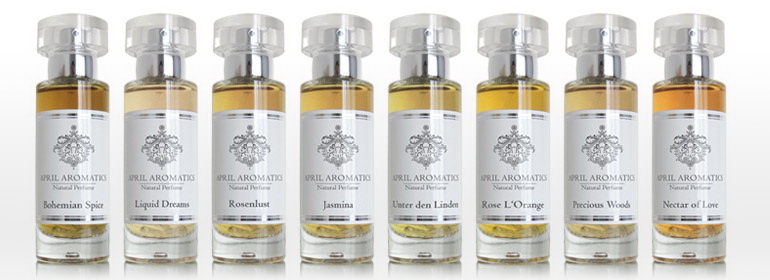 APRIL AROMATICS
Natural Perfume
Bohemian Spice
APRIL AROMATICS
Natural Perfume
Liquid Dreams
APRIL AROMATICS
Natural Perfume
Rosenlust
APRIL AROMATICS
Natural Perfume
Jasmina
APRIL AROMATICS
Natural Perfume
Unter den Linden
APRIL AROMATICS
Natural Perfume
Rose L'Orange
APRIL AROMATICS
Natural Perfume
Precious Woods
APRIL AROMATICS
Natural Perfume
Nectar of Love